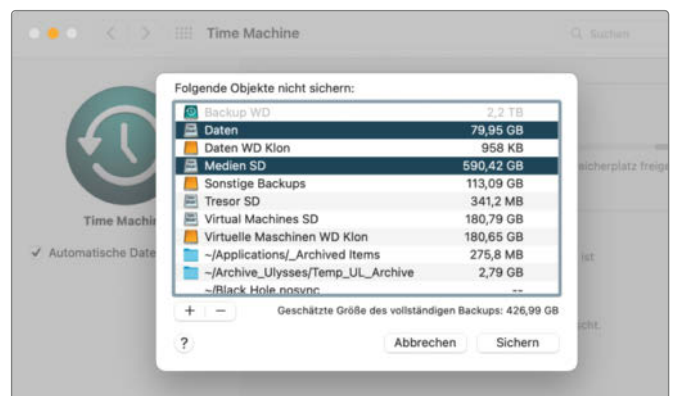 Time Machine
Suchen
Folgende Objekte nicht sichern:
Backup WD 2,2 TB
Daten 79,95 GB
Daten WD Klon 958 KB
Medien SD 590,42 GB
Sonstige Backups 113,09 GB
Tresor SD 341,2 MB
Virtual Machines SD 180,79 GB
Virtuelle Maschinen WD Klon 180,65 GB
~/Applications/_Archived Items 275,8 MB
~/Archive_Ulysses/Temp_UL_Archive 2,79 GB
~/Black Hole nosync --
+ − Geschätzte Größe des vollständigen Backups: 426,99 GB
? Abbrechen Sichern
Time Machin
Automatische Date
eicherplatz freige
ist
scht.